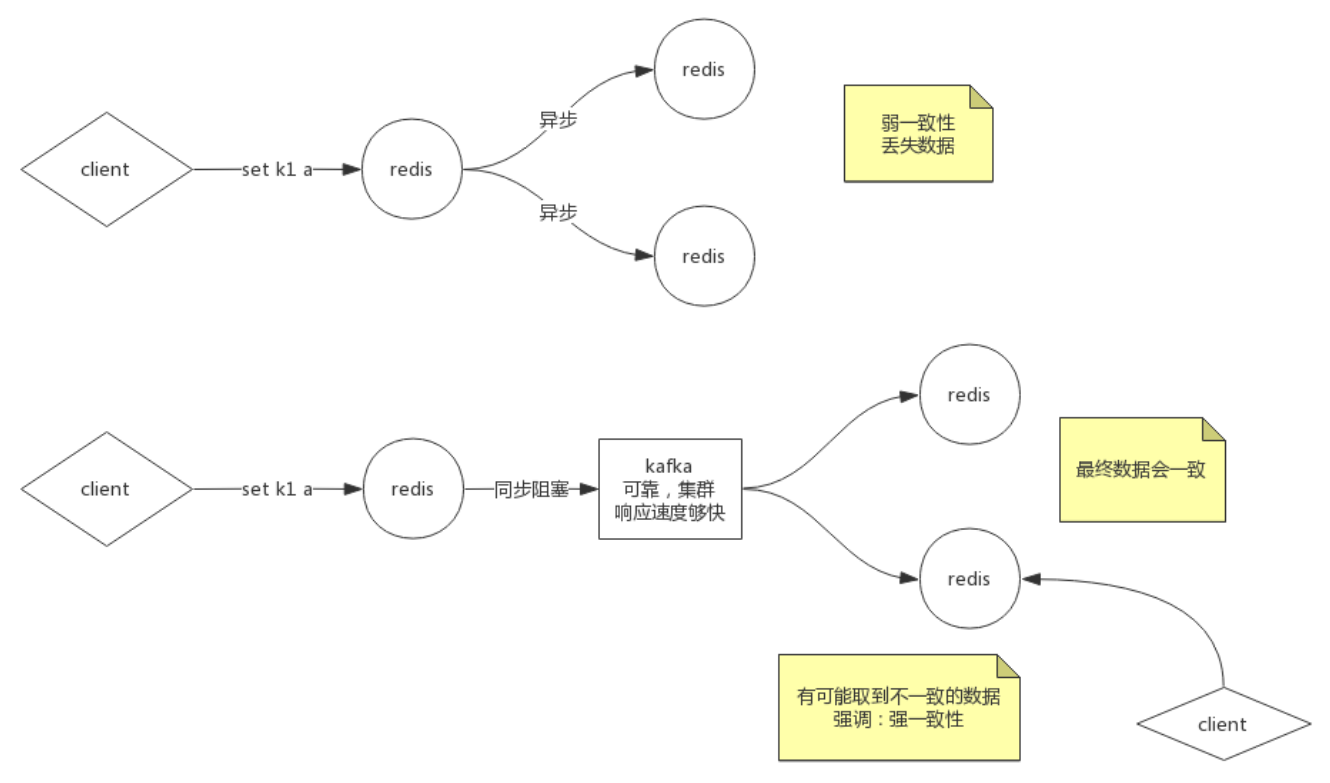 redis
异步
弱一致性
丢失数据
client
set k1 a
redis
异步
redis
redis
最终数据会一致
client
set k1 a
redis
同步阻塞
kafka
可靠，集群
响应速度够快
redis
有可能取到不一致的数据
强调：强一致性
client